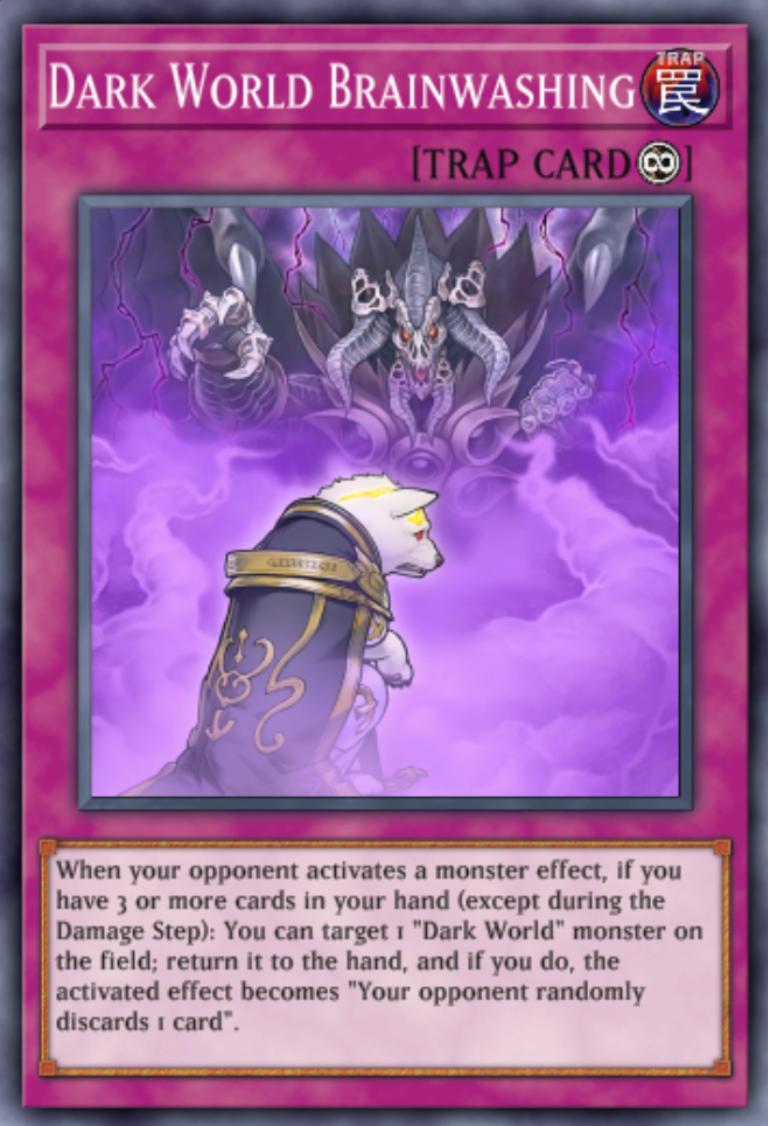 DARK WORLD BRAINWASHING
TRAP
罠
[TRAP CARD∞]
When your opponent activates a monster effect, if you
have 3 or more cards in your hand (except during the
Damage Step): You can target 1 "Dark World" monster on
the field; return it to the hand, and if you do, the
activated effect becomes "Your opponent randomly
discards 1 card".